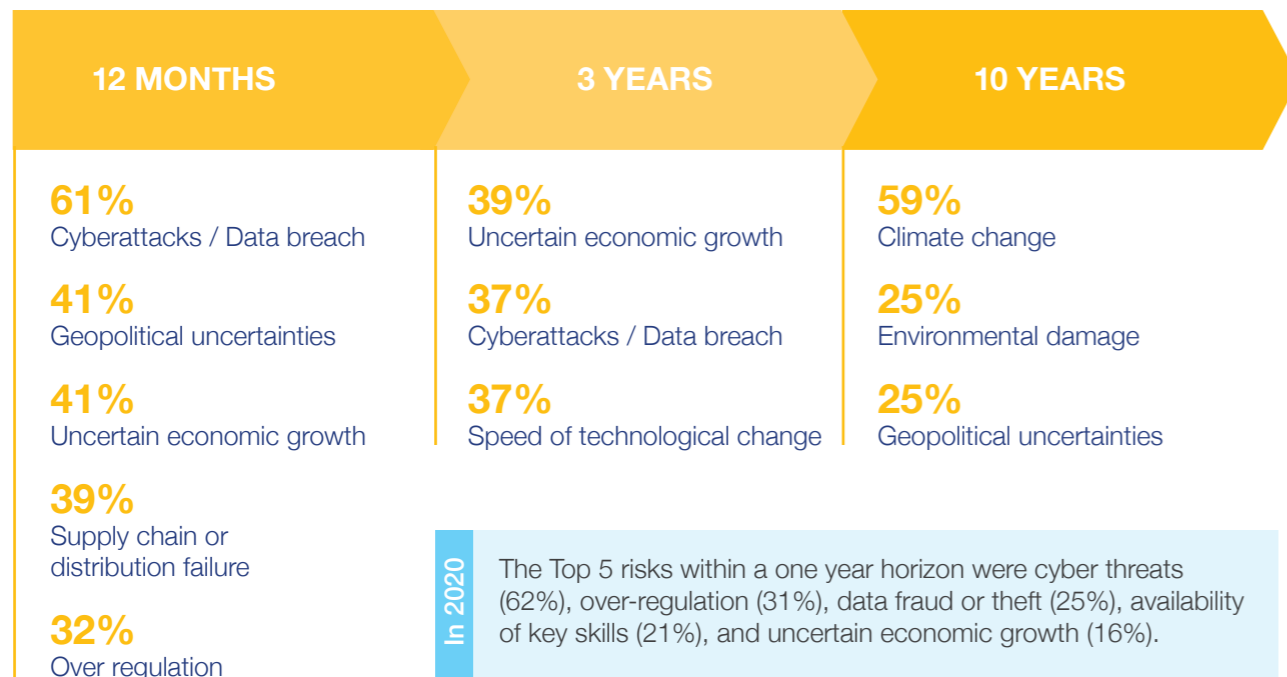 12 MONTHS
3 YEARS
10 YEARS
61%
Cyberattacks / Data breach
41%
Geopolitical uncertainties
41%
Uncertain economic growth
39%
Supply chain or
distribution failure
32%
Over regulation
39%
Uncertain economic growth
37%
Cyberattacks / Data breach
37%
Speed of technological change
59%
Climate change
25%
Environmental damage
25%
Geopolitical uncertainties
In 2020
The Top 5 risks within a one year horizon were cyber threats
(62%), over-regulation (31%), data fraud or theft (25%), availability
of key skills (21%), and uncertain economic growth (16%).